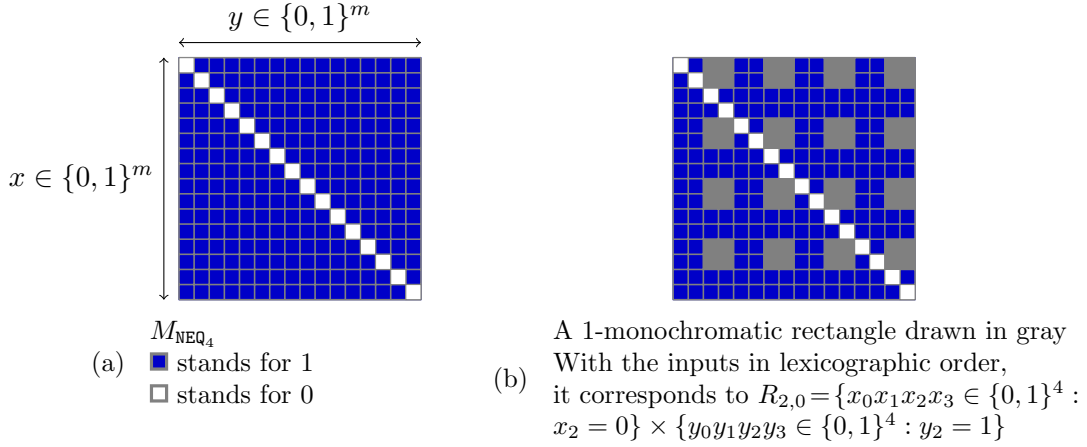 y ∈ {0, 1}^m
x ∈ {0, 1}^m
M_{NEQ_4}
(a)
stands for 1
stands for 0
A 1-monochromatic rectangle drawn in gray
With the inputs in lexicographic order,
(b)
it corresponds to R_{2,0}={x_0x_1x_2x_3 ∈ {0, 1}^4 :
x_2 = 0} × {y_0y_1y_2y_3 ∈ {0, 1}^4 : y_2 = 1}